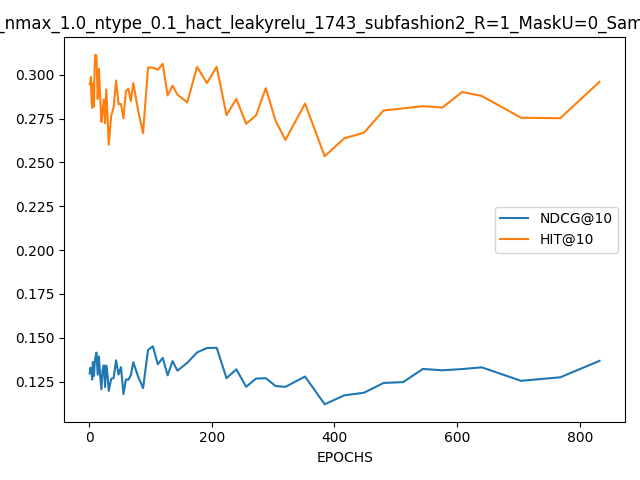 _nmax_1.0_ntype_0.1_hact_leakyrelu_1743_subfashion2_R=1_MaskU=0_Sam
0.300
0.275
0.250
0.225
0.200
0.175
0.150
0.125
NDCG@10
HIT@10
0 200 400 600 800
EPOCHS